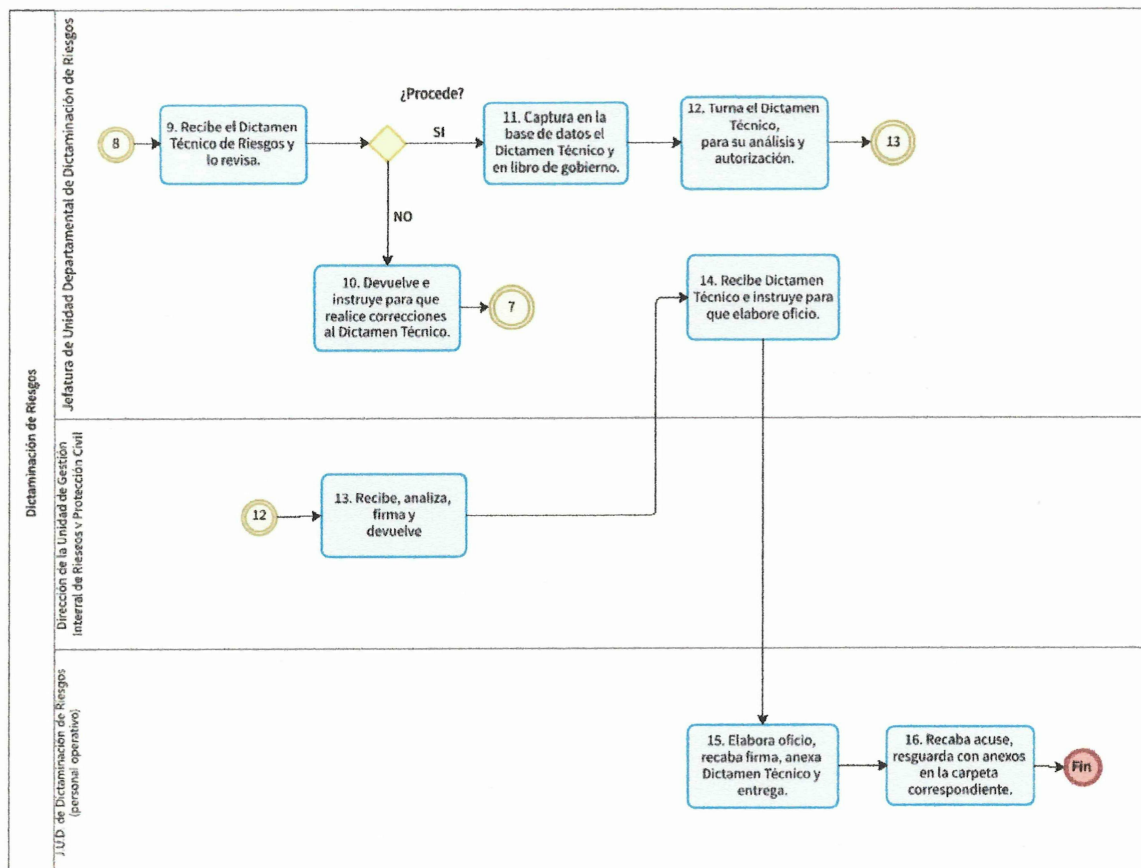 Dictaminación de Riesgos
Jefatura de Unidad Departamental de Dictaminación de Riesgos
8
9. Recibe el Dictamen
Técnico de Riesgos y
lo revisa.
¿Procede?
SI
NO
11. Captura en la
base de datos el
Dictamen Técnico y
en libro de gobierno.
12. Turna el Dictamen
Técnico,
para su análisis y
autorización.
13
10. Devuelve e
instruye para que
realice correcciones
al Dictamen Técnico.
7
14. Recibe Dictamen
Técnico e instruye para
que elabore oficio.
Dirección de la Unidad de Gestión
Integral de Riesgos y Protección Civil
12
13. Recibe, analiza,
firma y
devuelve
J.U.D. de Dictaminación de Riesgos
(personal operativo)
15. Elabora oficio,
recaba firma, anexa
Dictamen Técnico y
entrega.
16. Recaba acuse,
resguarda con anexos
en la carpeta
correspondiente.
Fin